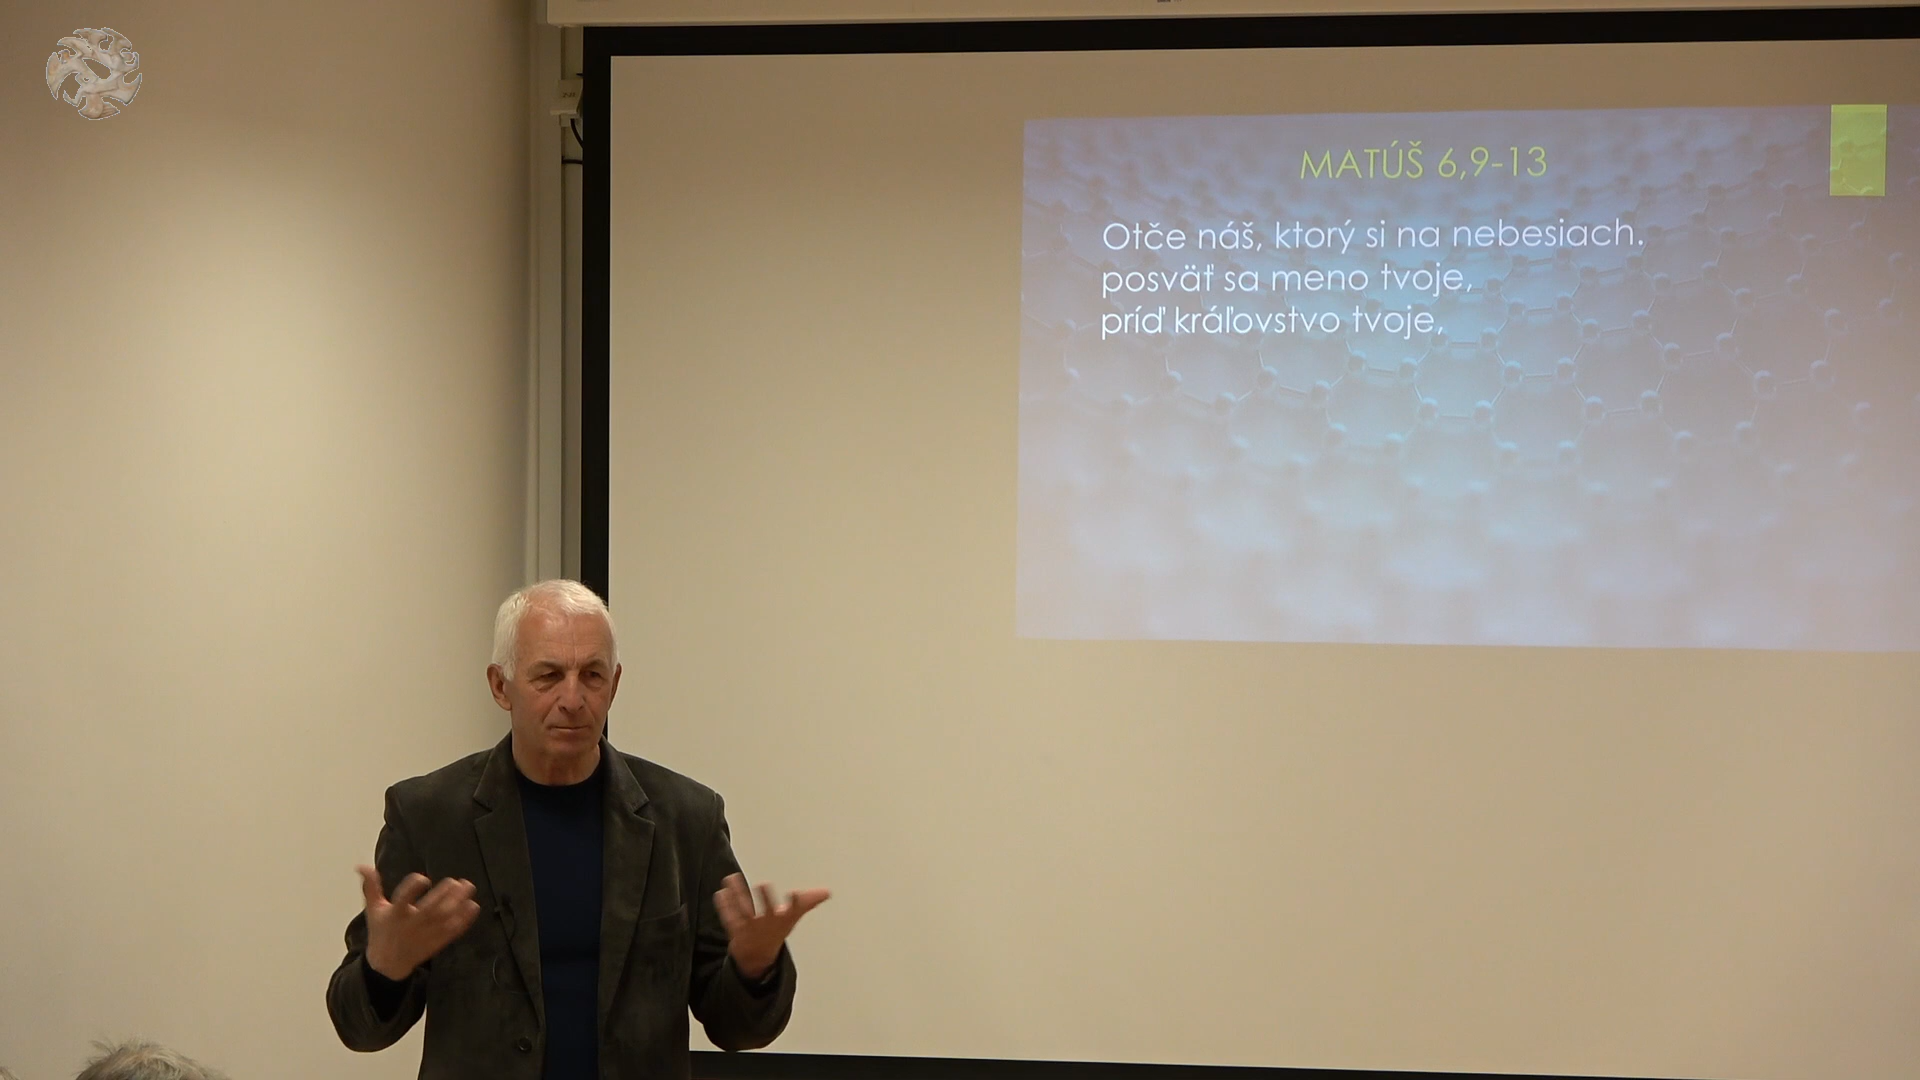 MATÚŠ 6,9-13
Otče náš, ktorý si na nebesiach.
posväť sa meno tvoje,
príď kráľovstvo tvoje,